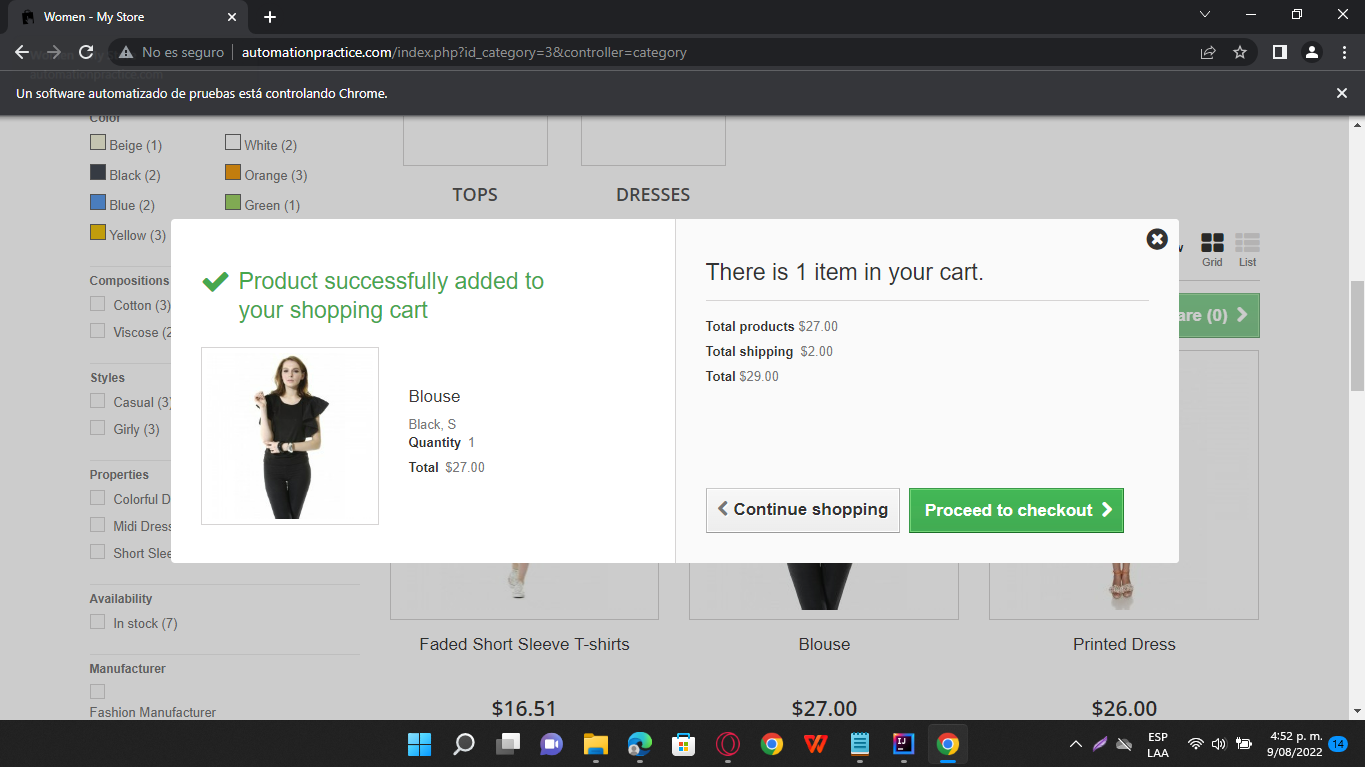 Women - My Store
No es seguro
automationpractice.com/index.php?id_category=3&controller=category
automationpractice.com
Un software automatizado de pruebas está controlando Chrome.
Color
Beige (1)
White (2)
Black (2)
Orange (3)
Blue (2)
Green (1)
Yellow (3)
TOPS
DRESSES
Grid
List
Compositions
Cotton (3)
Viscose (2
are (0)
Styles
Casual (3)
Girly (3)
Properties
Colorful D
Midi Dress
Short Slee
Availability
In stock (7)
Manufacturer
Fashion Manufacturer
Product successfully added to
your shopping cart
Blouse
Black, S
Quantity 1
Total $27.00
There is 1 item in your cart.
Total products $27.00
Total shipping $2.00
Total $29.00
Continue shopping
Proceed to checkout
Faded Short Sleeve T-shirts
Blouse
Printed Dress
$16.51
$27.00
$26.00
ESP
LAA
4:52 p. m.
9/08/2022
14